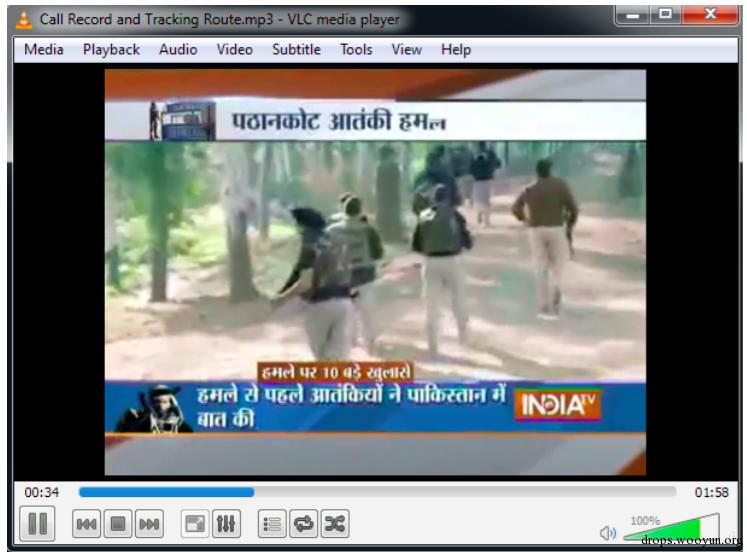 Call Record and Tracking Route.mp3 - VLC media player
Media Playback Audio Video Subtitle Tools View Help
पठानकोट आतंकी हमल
हमले पर 10 बड़े खुलासे
हमले से पहले आतंकियों ने पाकिस्तान में
बात की
INDIA TV
00:34
01:58
100%
drops.wooyun.org